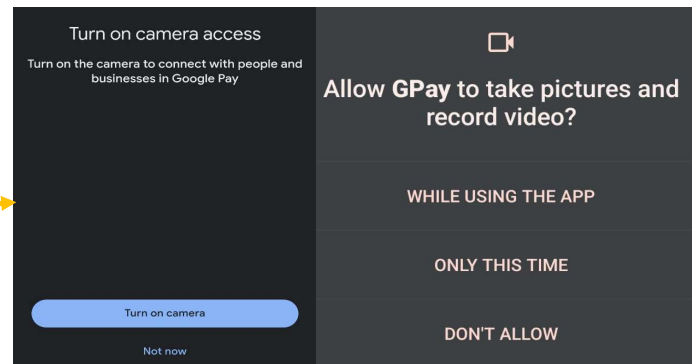 Turn on camera access
Turn on the camera to connect with people and
businesses in Google Pay
Turn on camera
Not now
Allow GPay to take pictures and
record video?
WHILE USING THE APP
ONLY THIS TIME
DON'T ALLOW